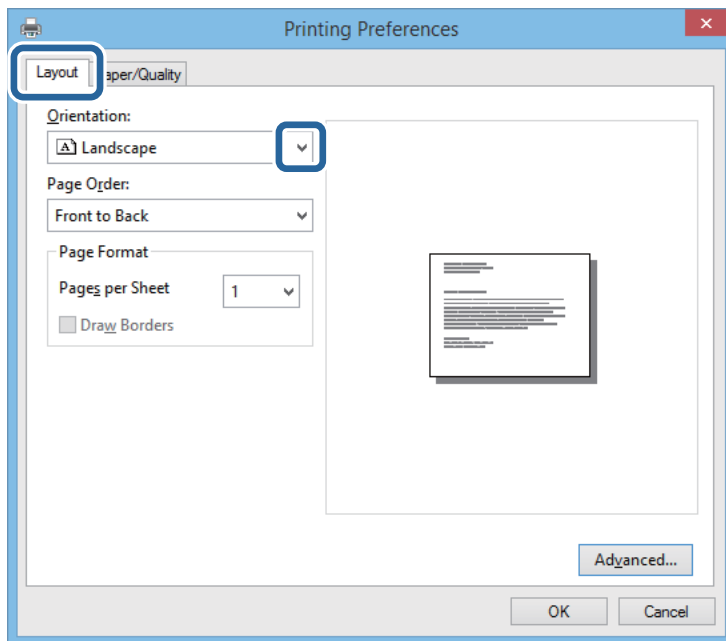 Printing Preferences
Layout
aper/Quality
Orientation:
Landscape
Page Order:
Front to Back
Page Format
Pages per Sheet
1
Draw Borders
Advanced...
OK
Cancel